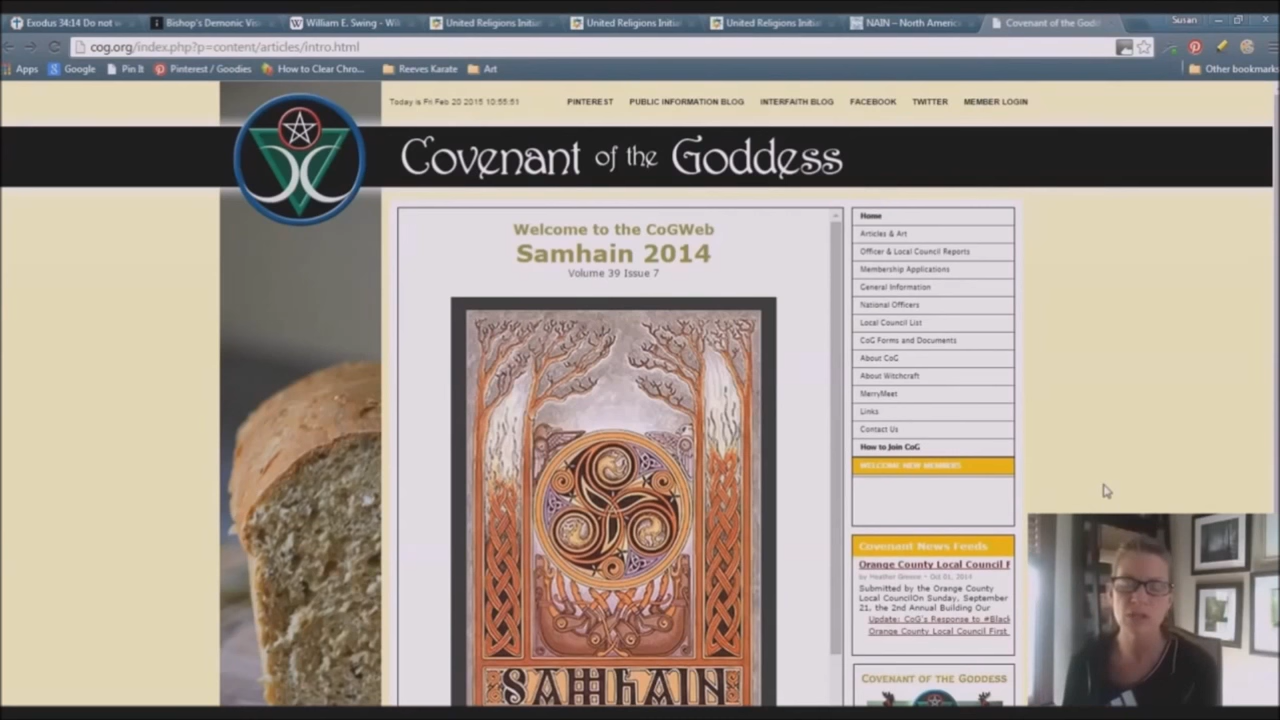 Exodus 34:14 Do not w
Bishop's Demonic Vis
William E. Swing - Wi
United Religions Initia
United Religions Initia
United Religions Initia
NAIN – North Americ
Covenant of the God
Susan
cog.org/index.php?p=content/articles/intro.html
Apps
Google
Pin It
Pinterest / Goodies
How to Clear Chro...
Reeves Karate
Art
Other bookmarks
Today is Fri Feb 20 2015 10:55:51
PINTEREST
PUBLIC INFORMATION BLOG
INTERFAITH BLOG
FACEBOOK
TWITTER
MEMBER LOGIN
Covenant of the Goddess
Welcome to the CoGWeb
Samhain 2014
Volume 39 Issue 7
SAMHAIN
Home
Articles & Art
Officer & Local Council Reports
Membership Applications
General Information
National Officers
Local Council List
CoG Forms and Documents
About CoG
About Witchcraft
MerryMeet
Links
Contact Us
How to Join CoG
WELCOME NEW MEMBERS
Covenant News Feeds
Orange County Local Council F
by Heather Greene • Oct 01, 2014
Submitted by the Orange County
Local CouncilOn Sunday, September
21, the 2nd Annual Building Our
Update: CoG's Response to #Black
Orange County Local Council First
COVENANT OF THE GODDESS